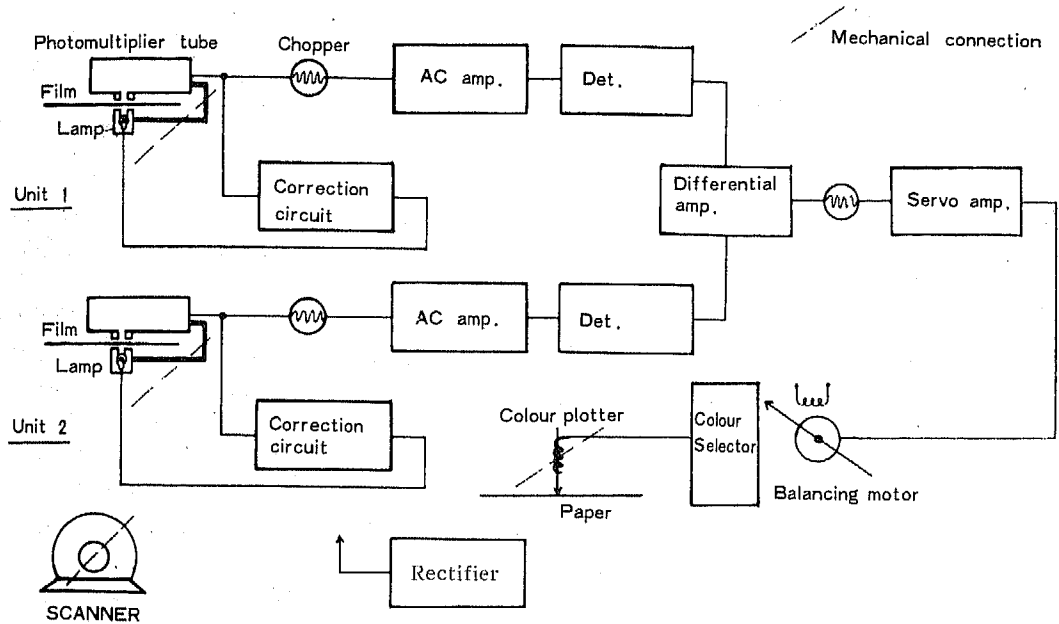 Photomultiplier tube
Chopper
Mechanical connection
AC amp.
Det.
Film
Lamp
Unit 1
Correction
circuit
Differential
amp.
Servo amp.
AC amp.
Det.
Film
Lamp
Unit 2
Correction
circuit
Colour plotter
Colour
Selector
Balancing motor
Paper
Rectifier
SCANNER